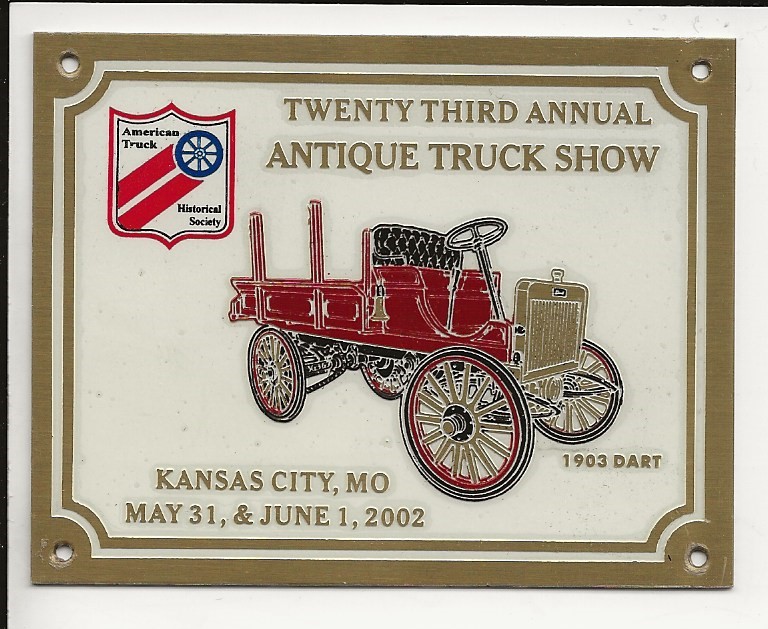 TWENTY THIRD ANNUAL
ANTIQUE TRUCK SHOW
American
Truck
Historical
Society
1903 DART
KANSAS CITY, MO
MAY 31, & JUNE 1, 2002